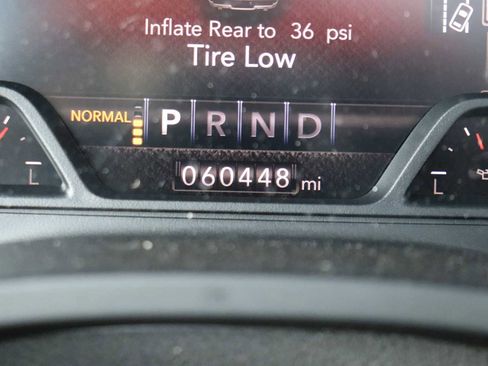 Inflate Rear to 36 psi
Tire Low
NORMAL P R N D
L 060448 mi L